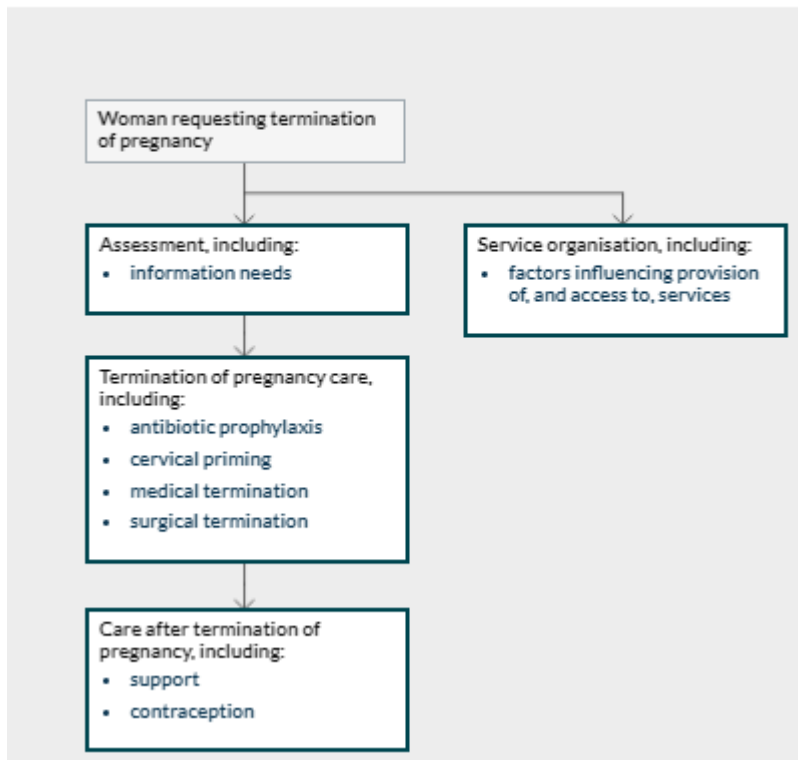 Woman requesting termination
of pregnancy
Assessment, including:
• information needs
Service organisation, including:
• factors influencing provision
of, and access to, services
Termination of pregnancy care,
including:
• antibiotic prophylaxis
• cervical priming
• medical termination
• surgical termination
Care after termination of
pregnancy, including:
• support
• contraception